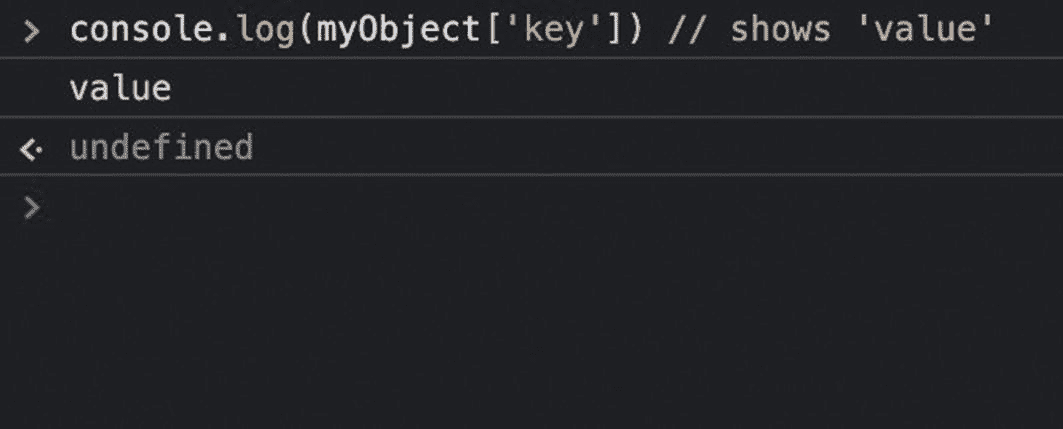 > console.log(myObject['key']) // shows 'value'
value
<· undefined
>